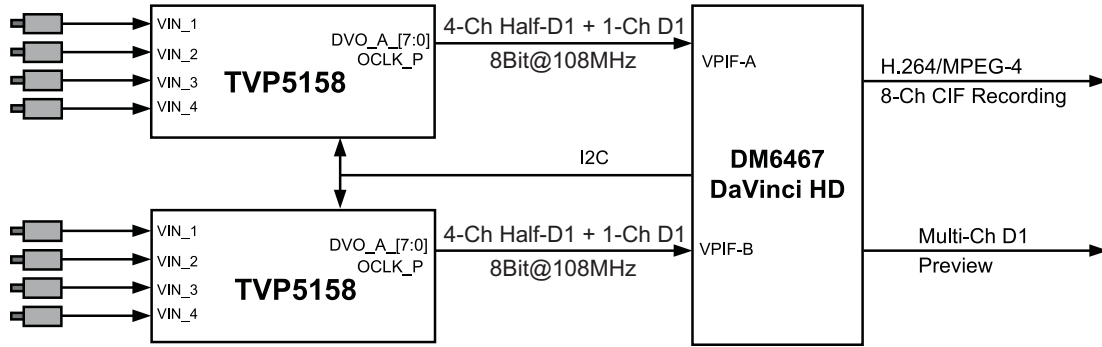 VIN_1
VIN_2
VIN_3
VIN_4
DVO_A_[7:0]
OCLK_P
TVP5158
4-Ch Half-D1 + 1-Ch D1
8Bit@108MHz
VPIF-A
H.264/MPEG-4
8-Ch CIF Recording
I2C
DM6467
DaVinci HD
VIN_1
VIN_2
VIN_3
VIN_4
DVO_A_[7:0]
OCLK_P
TVP5158
4-Ch Half-D1 + 1-Ch D1
8Bit@108MHz
VPIF-B
Multi-Ch D1
Preview